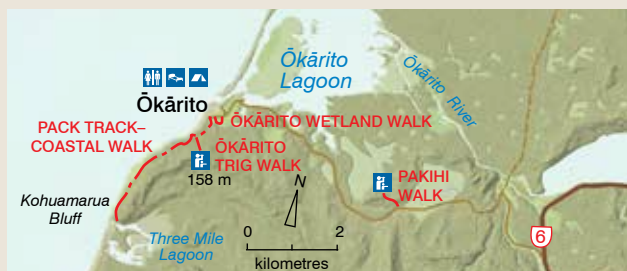 Ōkārito
Lagoon
Ōkārito
River
Ōkārito
PACK TRACK–
COASTAL WALK
ŌKĀRITO WETLAND WALK
ŌKĀRITO
TRIG WALK
158 m
PAKIHI
WALK
Kohuamarua
Bluff
Three Mile
Lagoon
N
0 2
kilometres
6